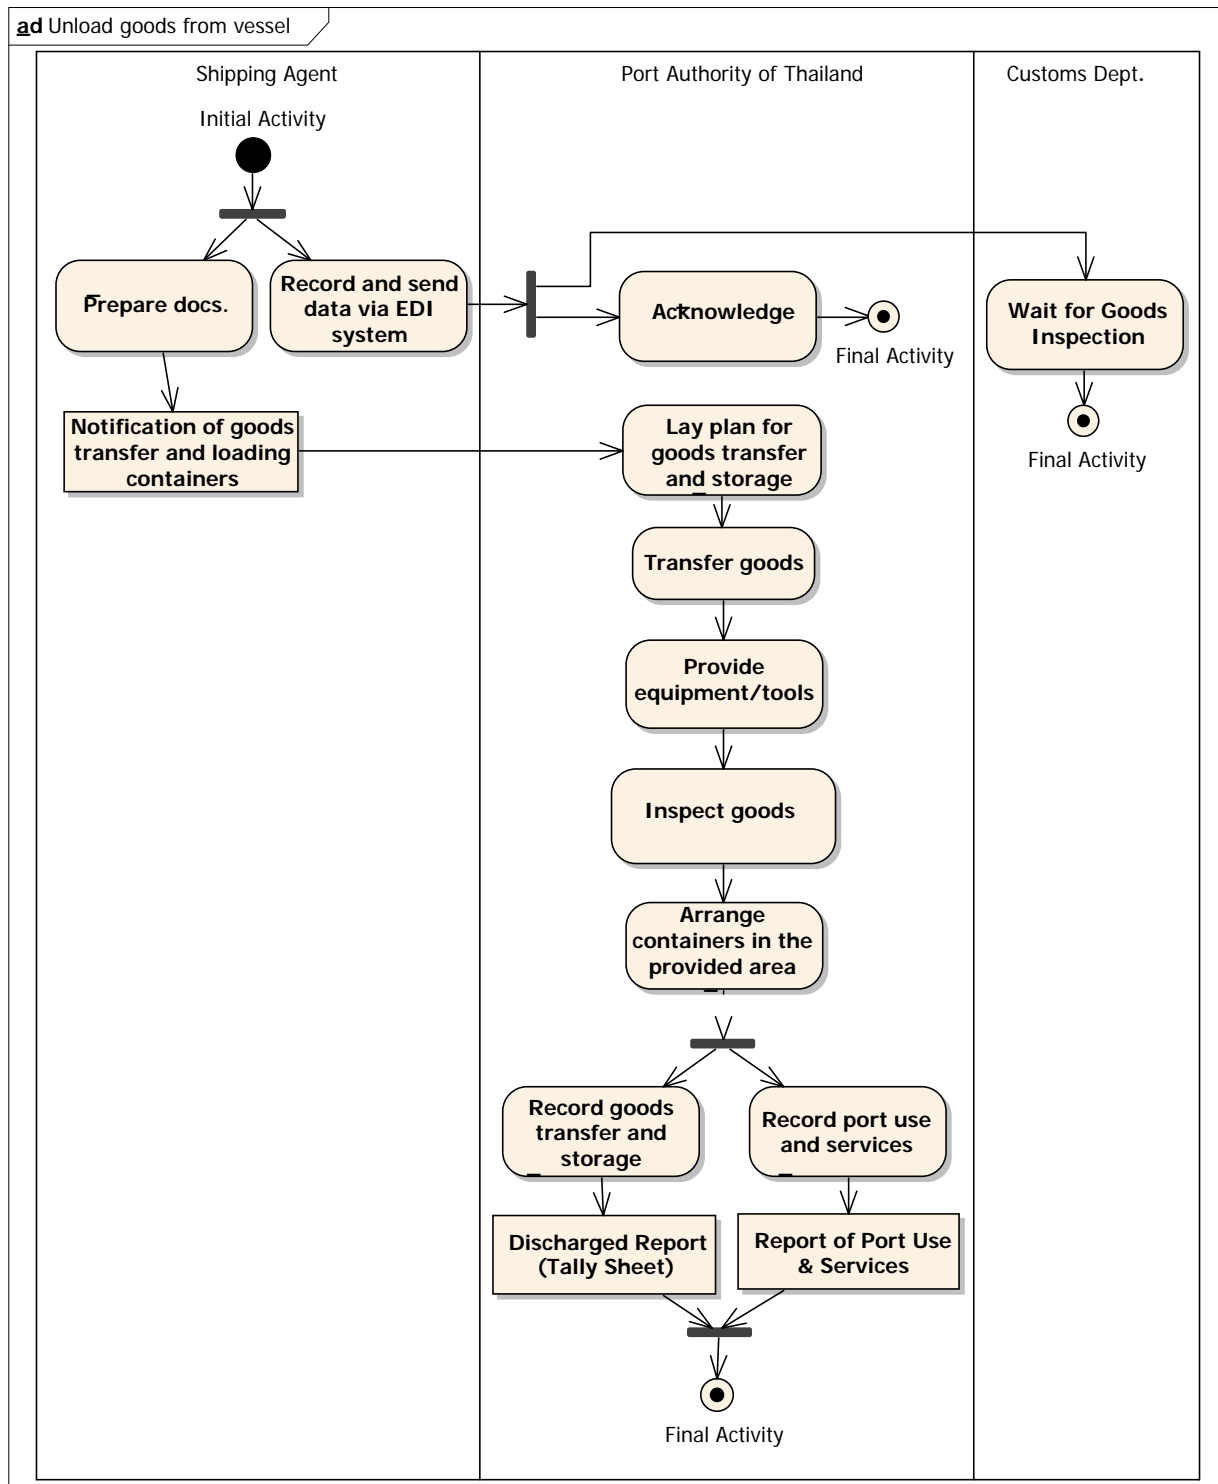 ad Unload goods from vessel
Shipping Agent
Port Authority of Thailand
Customs Dept.
Initial Activity
Prepare docs.
Record and send
data via EDI
system
Acknowledge
Final Activity
Wait for Goods
Inspection
Final Activity
Notification of goods
transfer and loading
containers
Lay plan for
goods transfer
and storage
Transfer goods
Provide
equipment/tools
Inspect goods
Arrange
containers in the
provided area
Record goods
transfer and
storage
Record port use
and services
Discharged Report
(Tally Sheet)
Report of Port Use
& Services
Final Activity